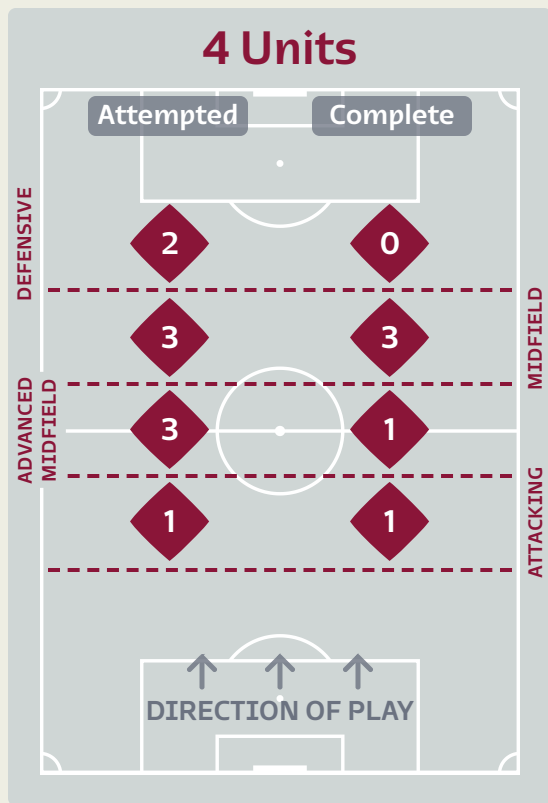 4 Units
Attempted
Complete
DEFENSIVE
2
0
MIDFIELD
3
3
ADVANCED
MIDFIELD
3
1
ATTACKING
1
1
DIRECTION OF PLAY